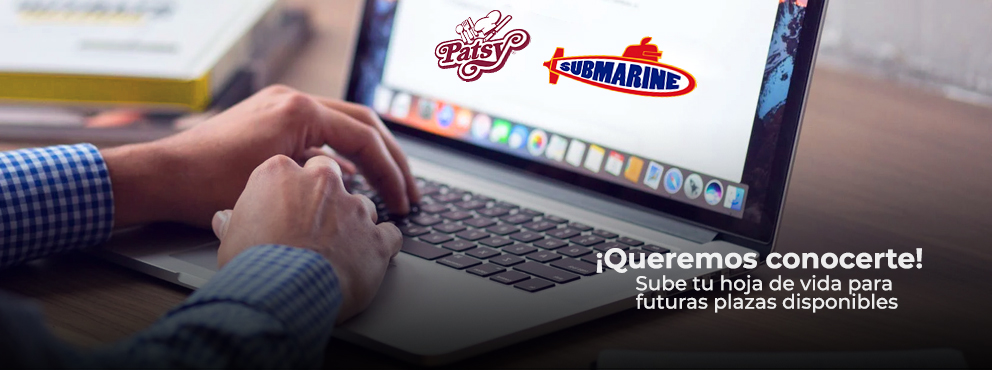 Patsy
SUBMARINE
¡Queremos conocerte!
Sube tu hoja de vida para
futuras plazas disponibles